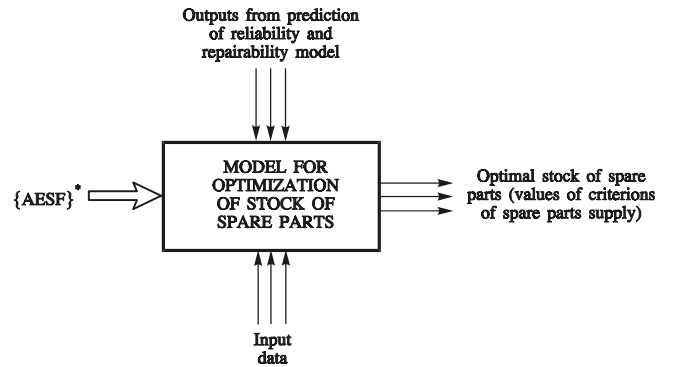 Outputs from prediction
of reliability and
repairability model
MODEL FOR
OPTIMIZATION
OF STOCK OF
SPARE PARTS
{AESF}*
Optimal stock of spare
parts (values of criterions
of spare parts supply)
Input
data